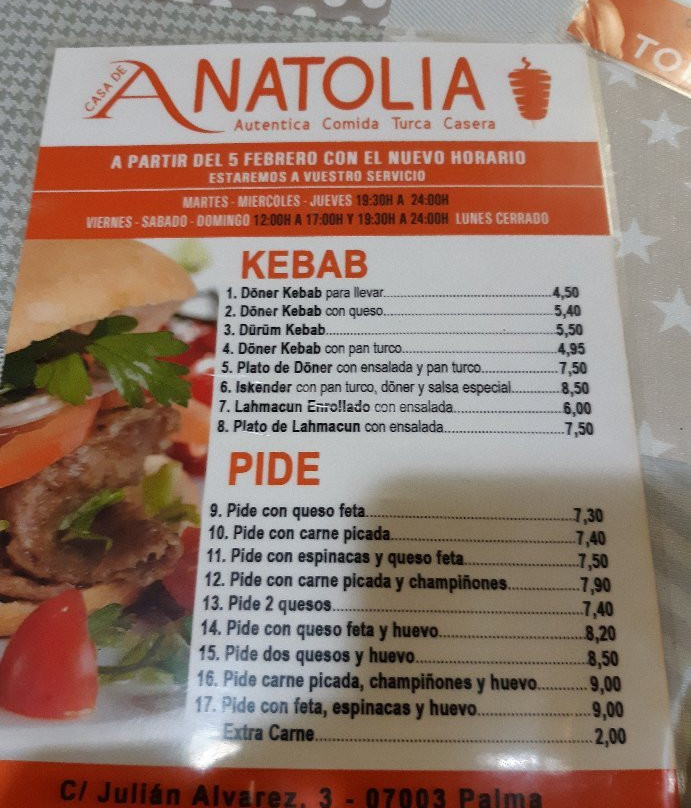 TO
CASA DE
ANATOLIA
Autentica Comida Turca Casera
A PARTIR DEL 5 FEBRERO CON EL NUEVO HORARIO
ESTAREMOS A VUESTRO SERVICIO
MARTES - MIERCOLES - JUEVES 19:30H A 24:00H
VIERNES - SABADO - DOMINGO 12:00H A 17:00H Y 19:30H A 24:00H LUNES CERRADO
KEBAB
1. Döner Kebab para llevar 4,50
2. Döner Kebab con queso 5,40
3. Dürüm Kebab 5,50
4. Döner Kebab con pan turco 4,95
5. Plato de Döner con ensalada y pan turco 7,50
6. Iskender con pan turco, döner y salsa especial 8,50
7. Lahmacun Enrollado con ensalada 6,00
8. Plato de Lahmacun con ensalada 7,50
PIDE
9. Pide con queso feta 7,30
10. Pide con carne picada 7,40
11. Pide con espinacas y queso feta 7,50
12. Pide con carne picada y champiñones 7,90
13. Pide 2 quesos 7,40
14. Pide con queso feta y huevo 8,20
15. Pide dos quesos y huevo 8,50
16. Pide carne picada, champiñones y huevo 9,00
17. Pide con feta, espinacas y huevo 9,00
Extra Carne 2,00
C/ Julián Alvarez, 3 - 07003 Palma